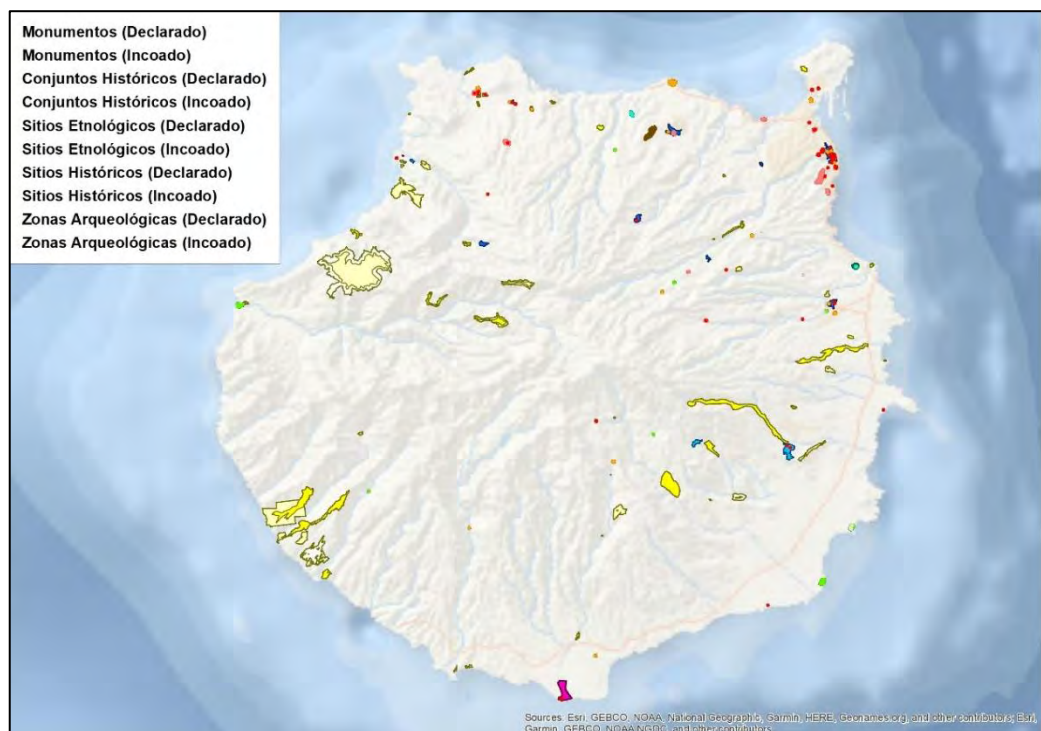 Monumentos (Declarado)
Monumentos (Incoado)
Conjuntos Históricos (Declarado)
Conjuntos Históricos (Incoado)
Sitios Etnológicos (Declarado)
Sitios Etnológicos (Incoado)
Sitios Históricos (Declarado)
Sitios Históricos (Incoado)
Zonas Arqueológicas (Declarado)
Zonas Arqueológicas (Incoado)
Sources: Esri, GEBCO, NOAA, National Geographic, Garmin, HERE, Geonames.org, and other contributors; Esri,
Garmin, GEBCO, NOAA NGDC, and other contributors